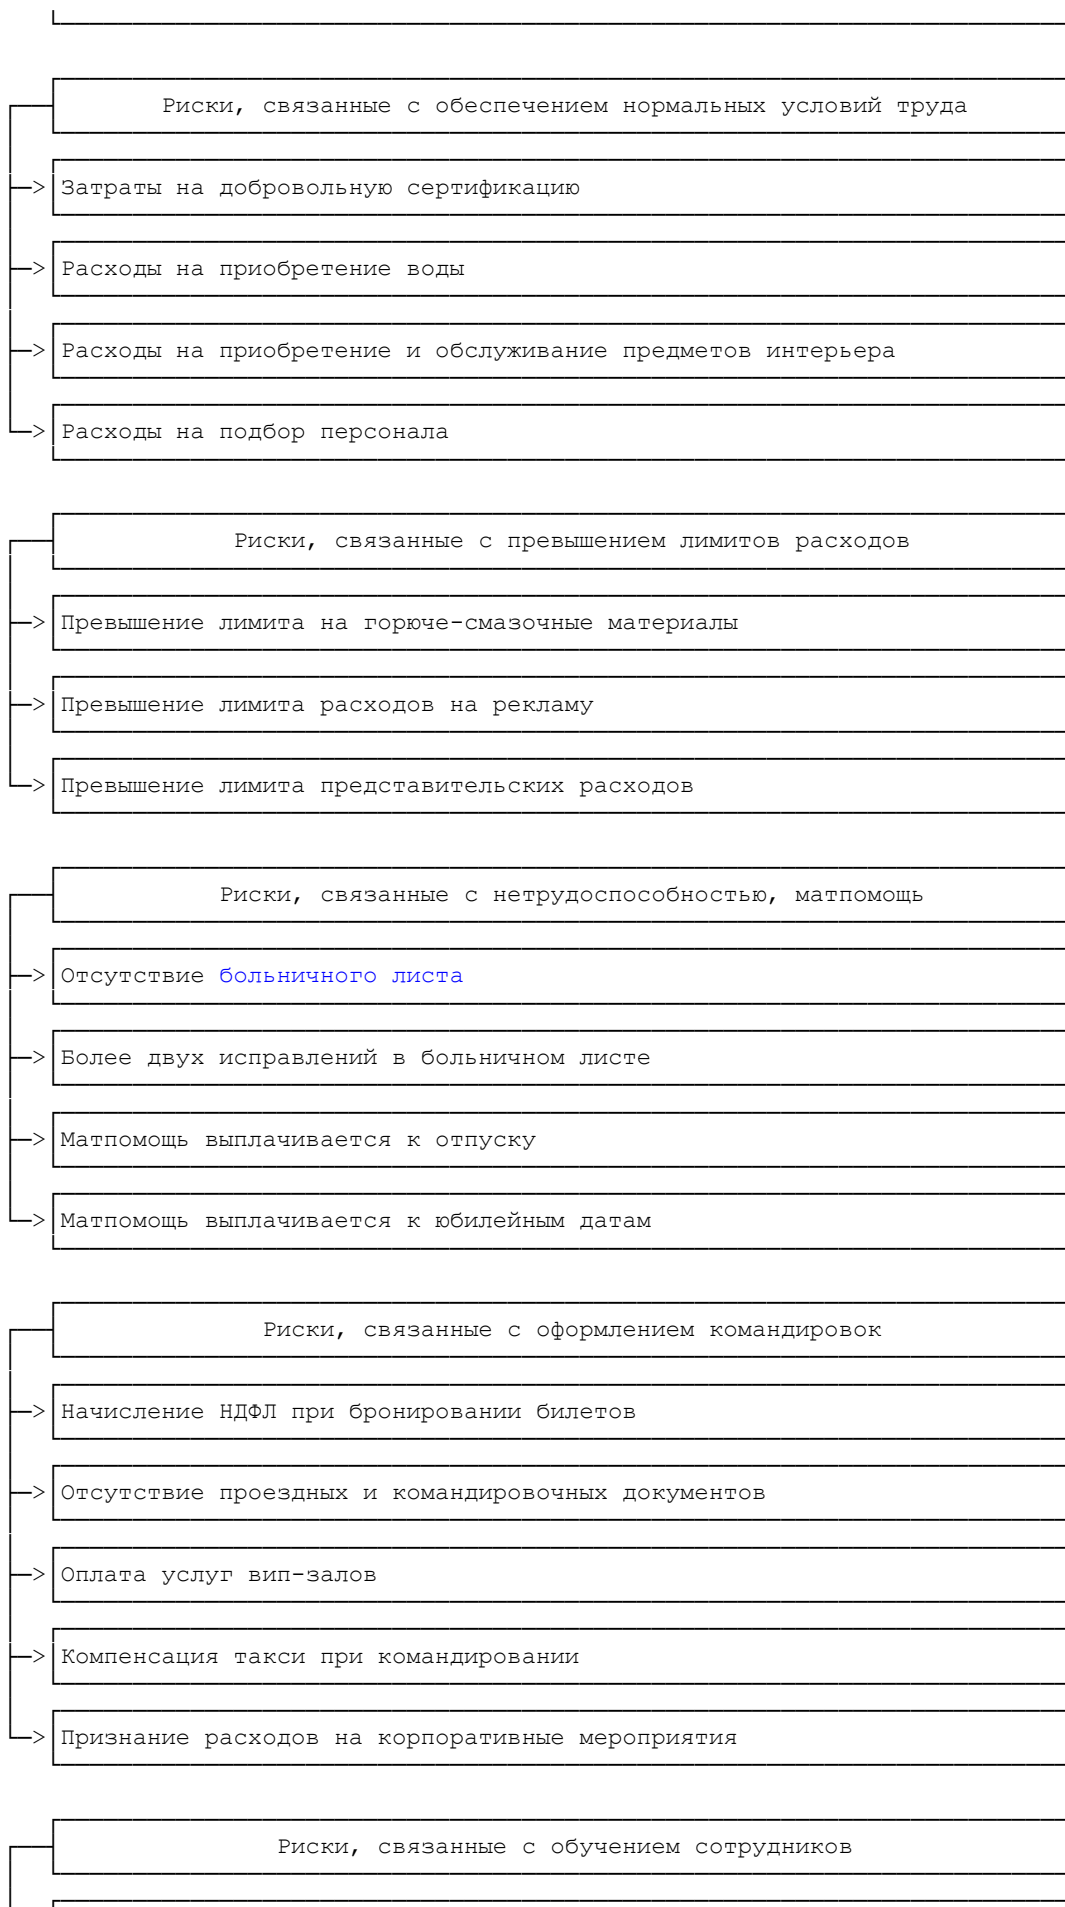 Риски, связанные с обеспечением нормальных условий труда
Затраты на добровольную сертификацию
Расходы на приобретение воды
Расходы на приобретение и обслуживание предметов интерьера
Расходы на подбор персонала
Риски, связанные с превышением лимитов расходов
Превышение лимита на горюче-смазочные материалы
Превышение лимита расходов на рекламу
Превышение лимита представительских расходов
Риски, связанные с нетрудоспособностью, матпомощь
Отсутствие больничного листа
Более двух исправлений в больничном листе
Матпомощь выплачивается к отпуску
Матпомощь выплачивается к юбилейным датам
Риски, связанные с оформлением командировок
Начисление НДФЛ при бронировании билетов
Отсутствие проездных и командировочных документов
Оплата услуг вип-залов
Компенсация такси при командировании
Признание расходов на корпоративные мероприятия
Риски, связанные с обучением сотрудников